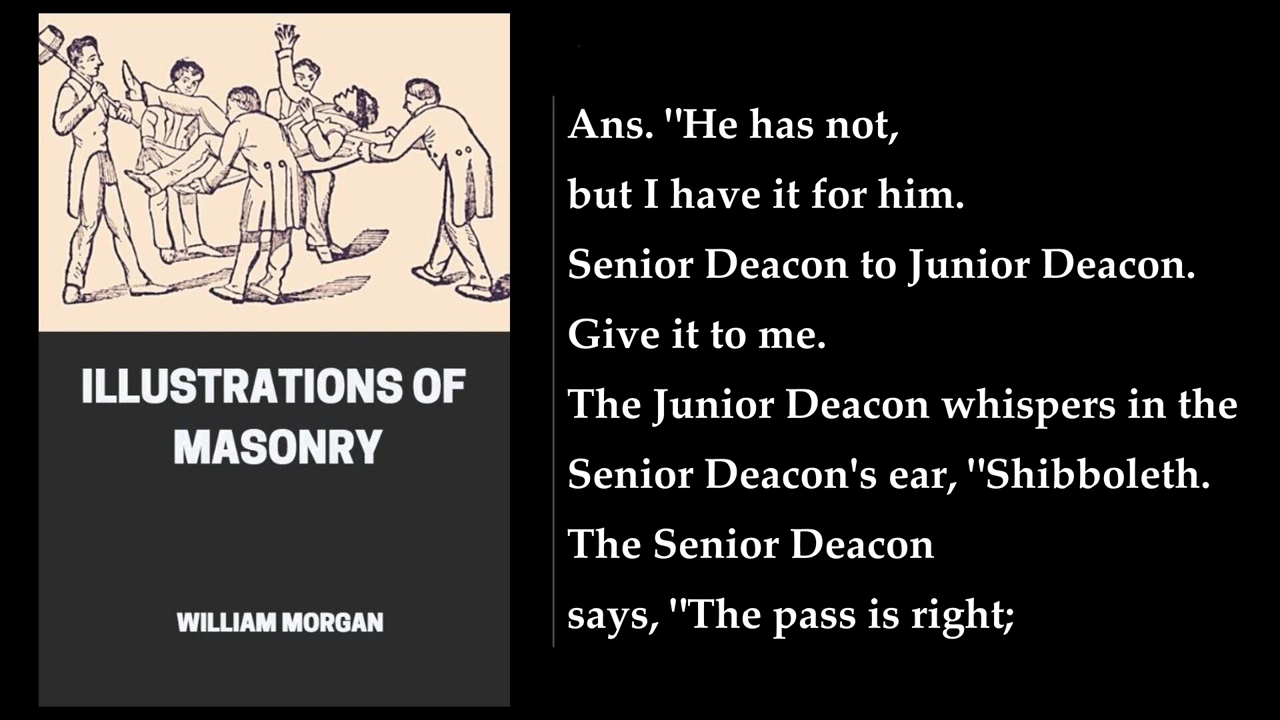 ILLUSTRATIONS OF
MASONRY
WILLIAM MORGAN
Ans. "He has not,
but I have it for him.
Senior Deacon to Junior Deacon.
Give it to me.
The Junior Deacon whispers in the
Senior Deacon's ear, "Shibboleth.
The Senior Deacon
says, "The pass is right;